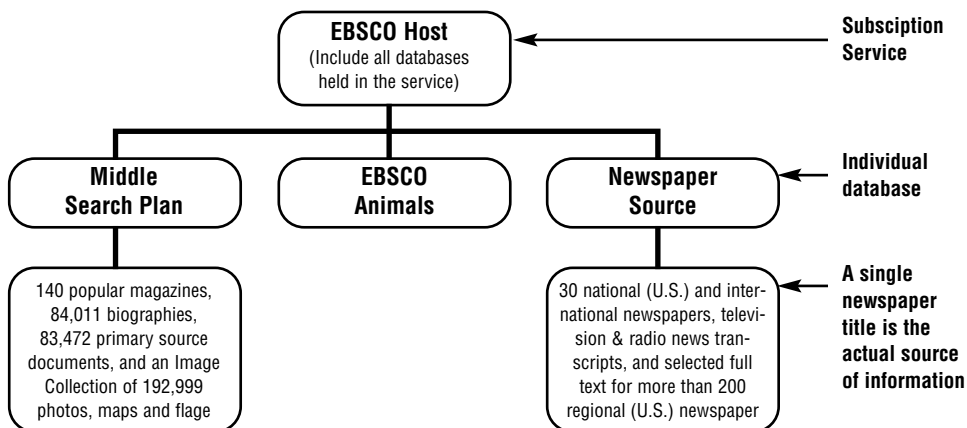 EBSCO Host
(Include all databases
held in the service)
Subsciption
Service
Middle
Search Plan
EBSCO
Animals
Newspaper
Source
Individual
database
140 popular magazines,
84,011 biographies,
83,472 primary source
documents, and an Image
Collection of 192,999
photos, maps and flage
30 national (U.S.) and inter-
national newspapers, televi-
sion & radio news tran-
scripts, and selected full
text for more than 200
regional (U.S.) newspaper
A single
newspaper
title is the
actual source
of information